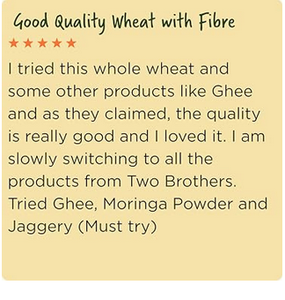 Good Quality Wheat with Fibre
★★★★★
I tried this whole wheat and
some other products like Ghee
and as they claimed, the quality
is really good and I loved it. I am
slowly switching to all the
products from Two Brothers.
Tried Ghee, Moringa Powder and
Jaggery (Must try)